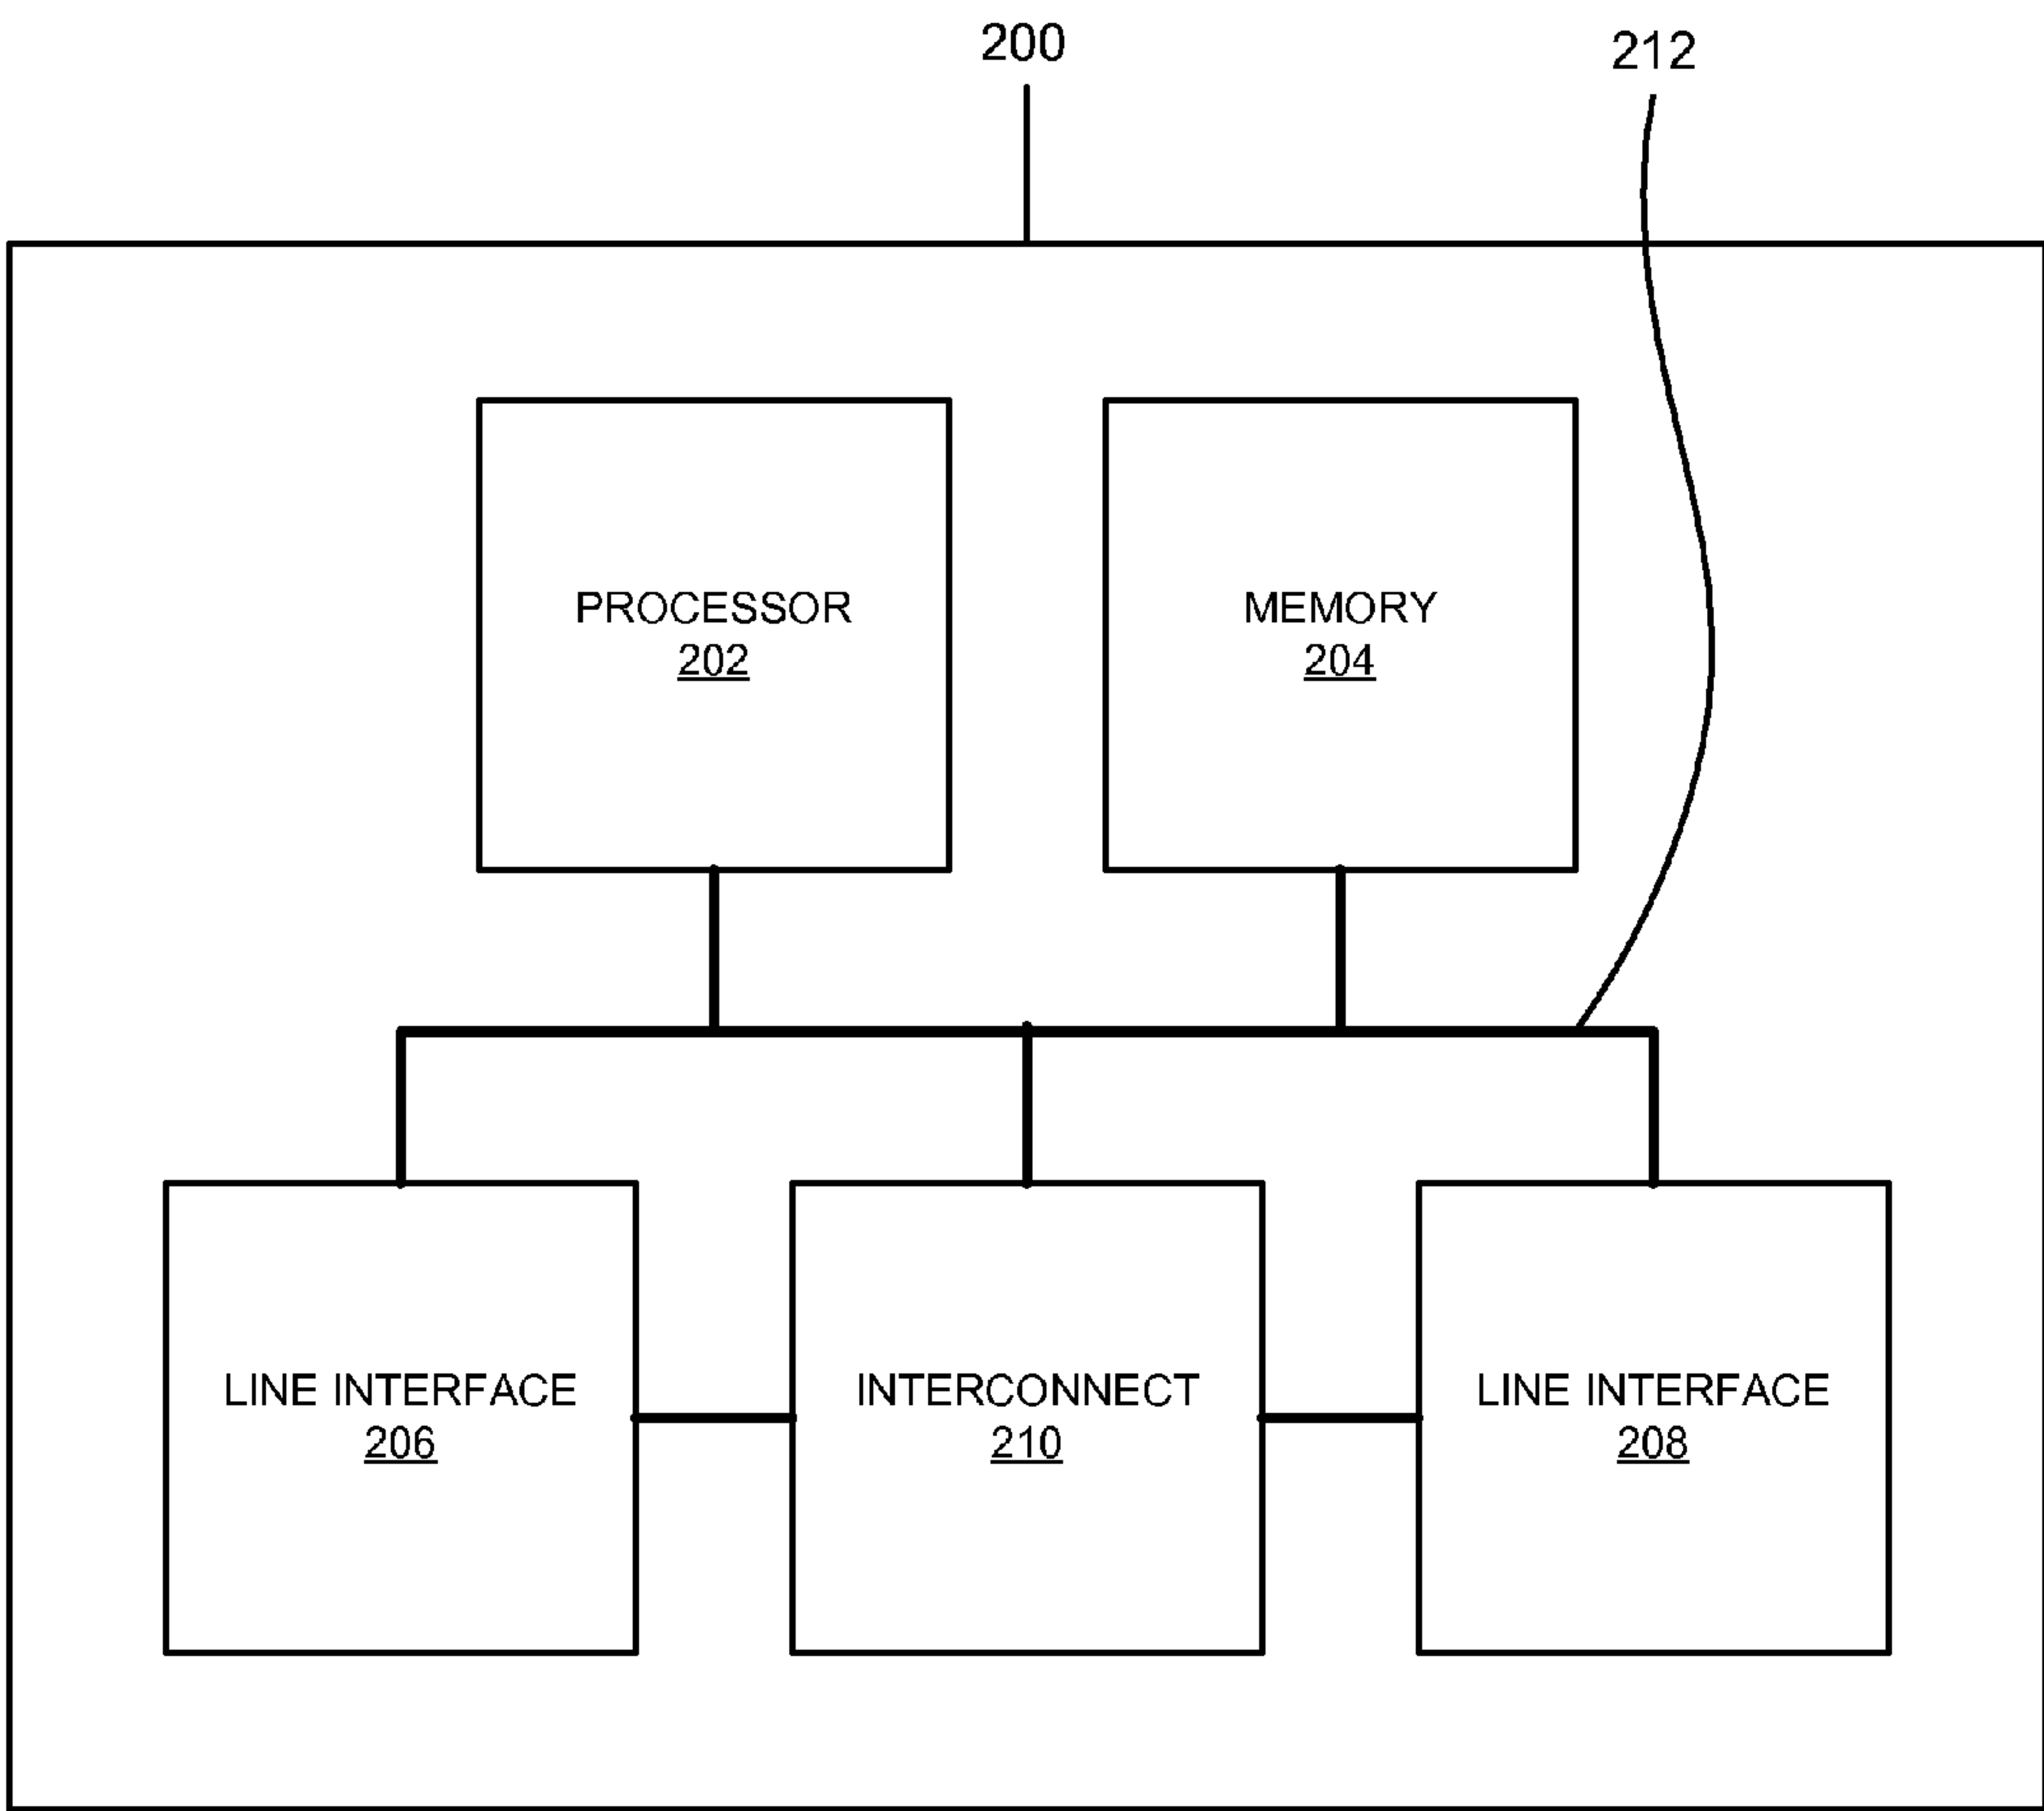 200
212
PROCESSOR
202
MEMORY
204
LINE INTERFACE
206
INTERCONNECT
210
LINE INTERFACE
208